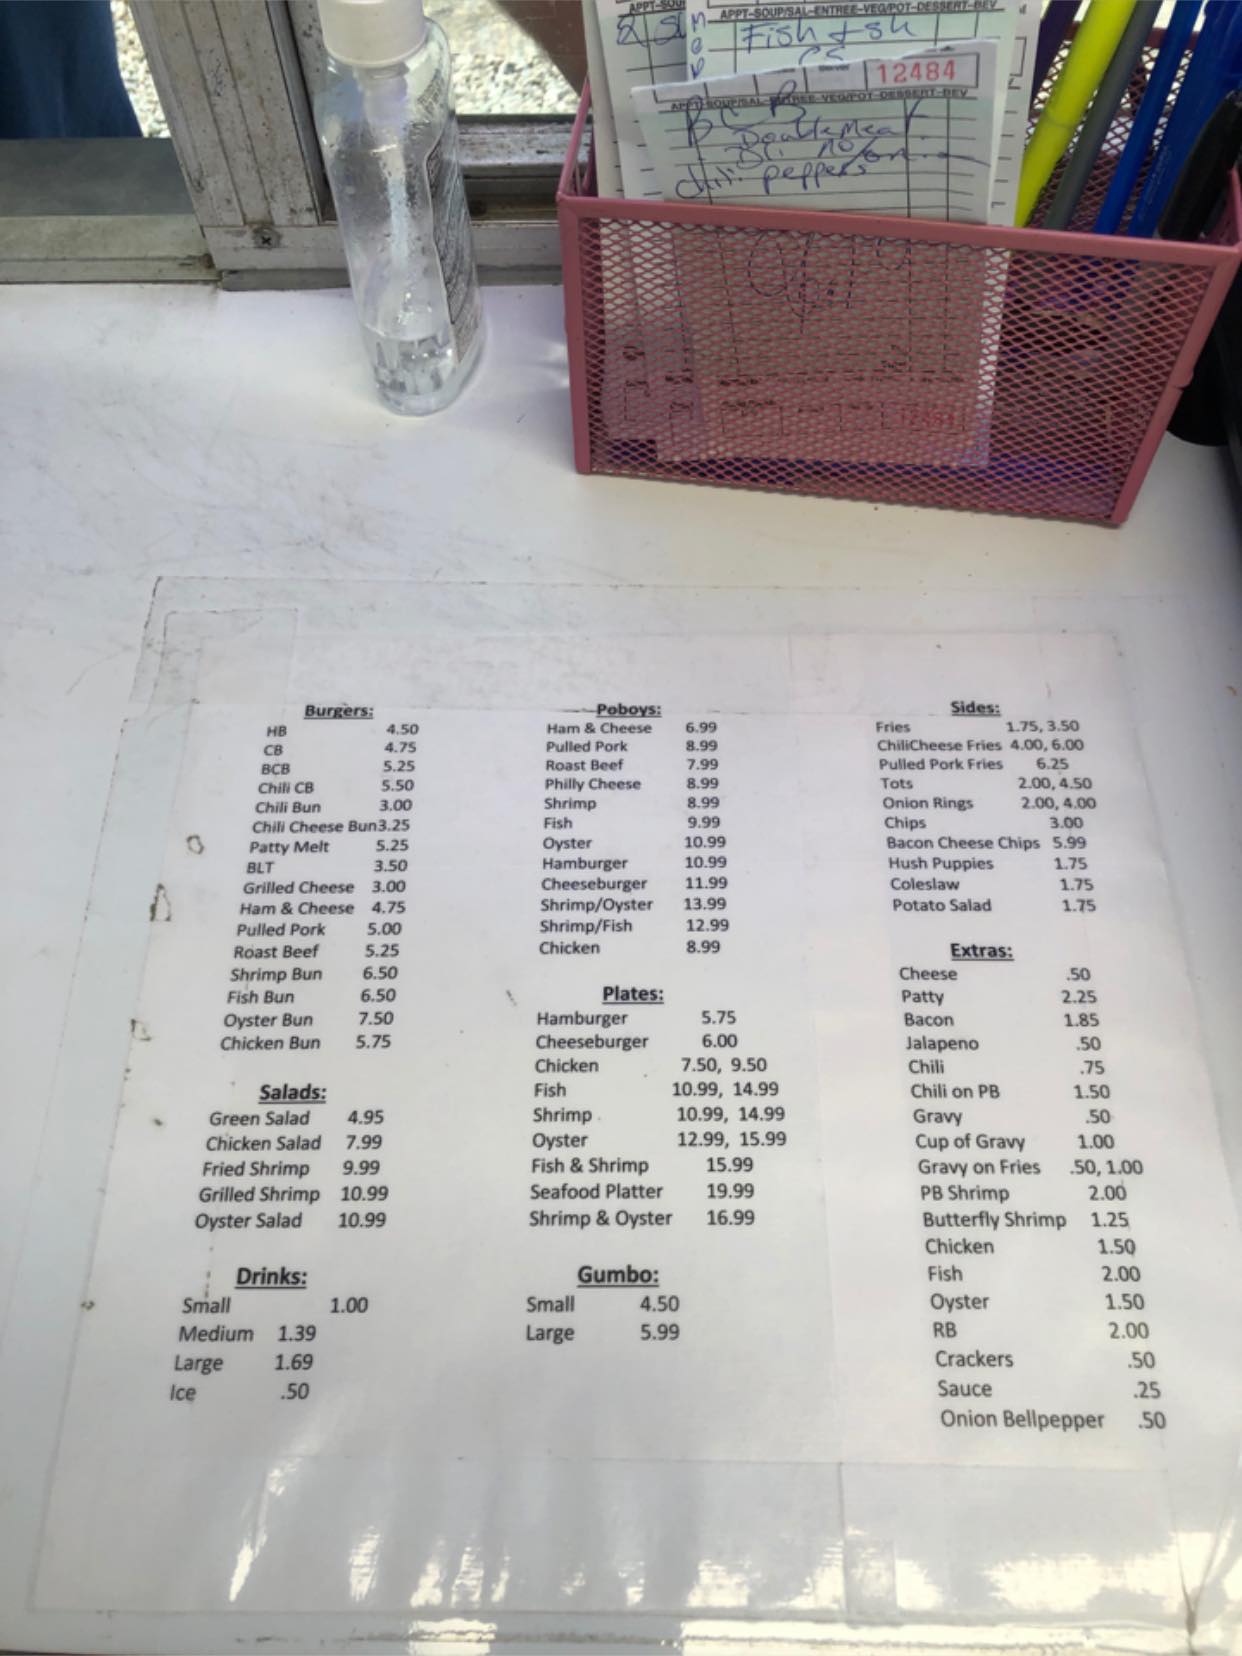 APPT-SOUP/SAL-ENTREE-VEG/POT-DESSERT-BEV
Fish + sh
12484
APPT-SOUP/SAL-ENTREE-VEG/POT-DESSERT-BEV
Double Meat
chili peppers
Burgers:
HB 4.50
CB 4.75
BCB 5.25
Chili CB 5.50
Chili Bun 3.00
Chili Cheese Bun3.25
Patty Melt 5.25
BLT 3.50
Grilled Cheese 3.00
Ham & Cheese 4.75
Pulled Pork 5.00
Roast Beef 5.25
Shrimp Bun 6.50
Fish Bun 6.50
Oyster Bun 7.50
Chicken Bun 5.75
Salads:
Green Salad 4.95
Chicken Salad 7.99
Fried Shrimp 9.99
Grilled Shrimp 10.99
Oyster Salad 10.99
Drinks:
Small 1.00
Medium 1.39
Large 1.69
Ice .50
Poboys:
Ham & Cheese 6.99
Pulled Pork 8.99
Roast Beef 7.99
Philly Cheese 8.99
Shrimp 8.99
Fish 9.99
Oyster 10.99
Hamburger 10.99
Cheeseburger 11.99
Shrimp/Oyster 13.99
Shrimp/Fish 12.99
Chicken 8.99
Plates:
Hamburger 5.75
Cheeseburger 6.00
Chicken 7.50, 9.50
Fish 10.99, 14.99
Shrimp 10.99, 14.99
Oyster 12.99, 15.99
Fish & Shrimp 15.99
Seafood Platter 19.99
Shrimp & Oyster 16.99
Gumbo:
Small 4.50
Large 5.99
Sides:
Fries 1.75, 3.50
ChiliCheese Fries 4.00, 6.00
Pulled Pork Fries 6.25
Tots 2.00, 4.50
Onion Rings 2.00, 4.00
Chips 3.00
Bacon Cheese Chips 5.99
Hush Puppies 1.75
Coleslaw 1.75
Potato Salad 1.75
Extras:
Cheese .50
Patty 2.25
Bacon 1.85
Jalapeno .50
Chili .75
Chili on PB 1.50
Gravy .50
Cup of Gravy 1.00
Gravy on Fries .50, 1.00
PB Shrimp 2.00
Butterfly Shrimp 1.25
Chicken 1.50
Fish 2.00
Oyster 1.50
RB 2.00
Crackers .50
Sauce .25
Onion Bellpepper .50